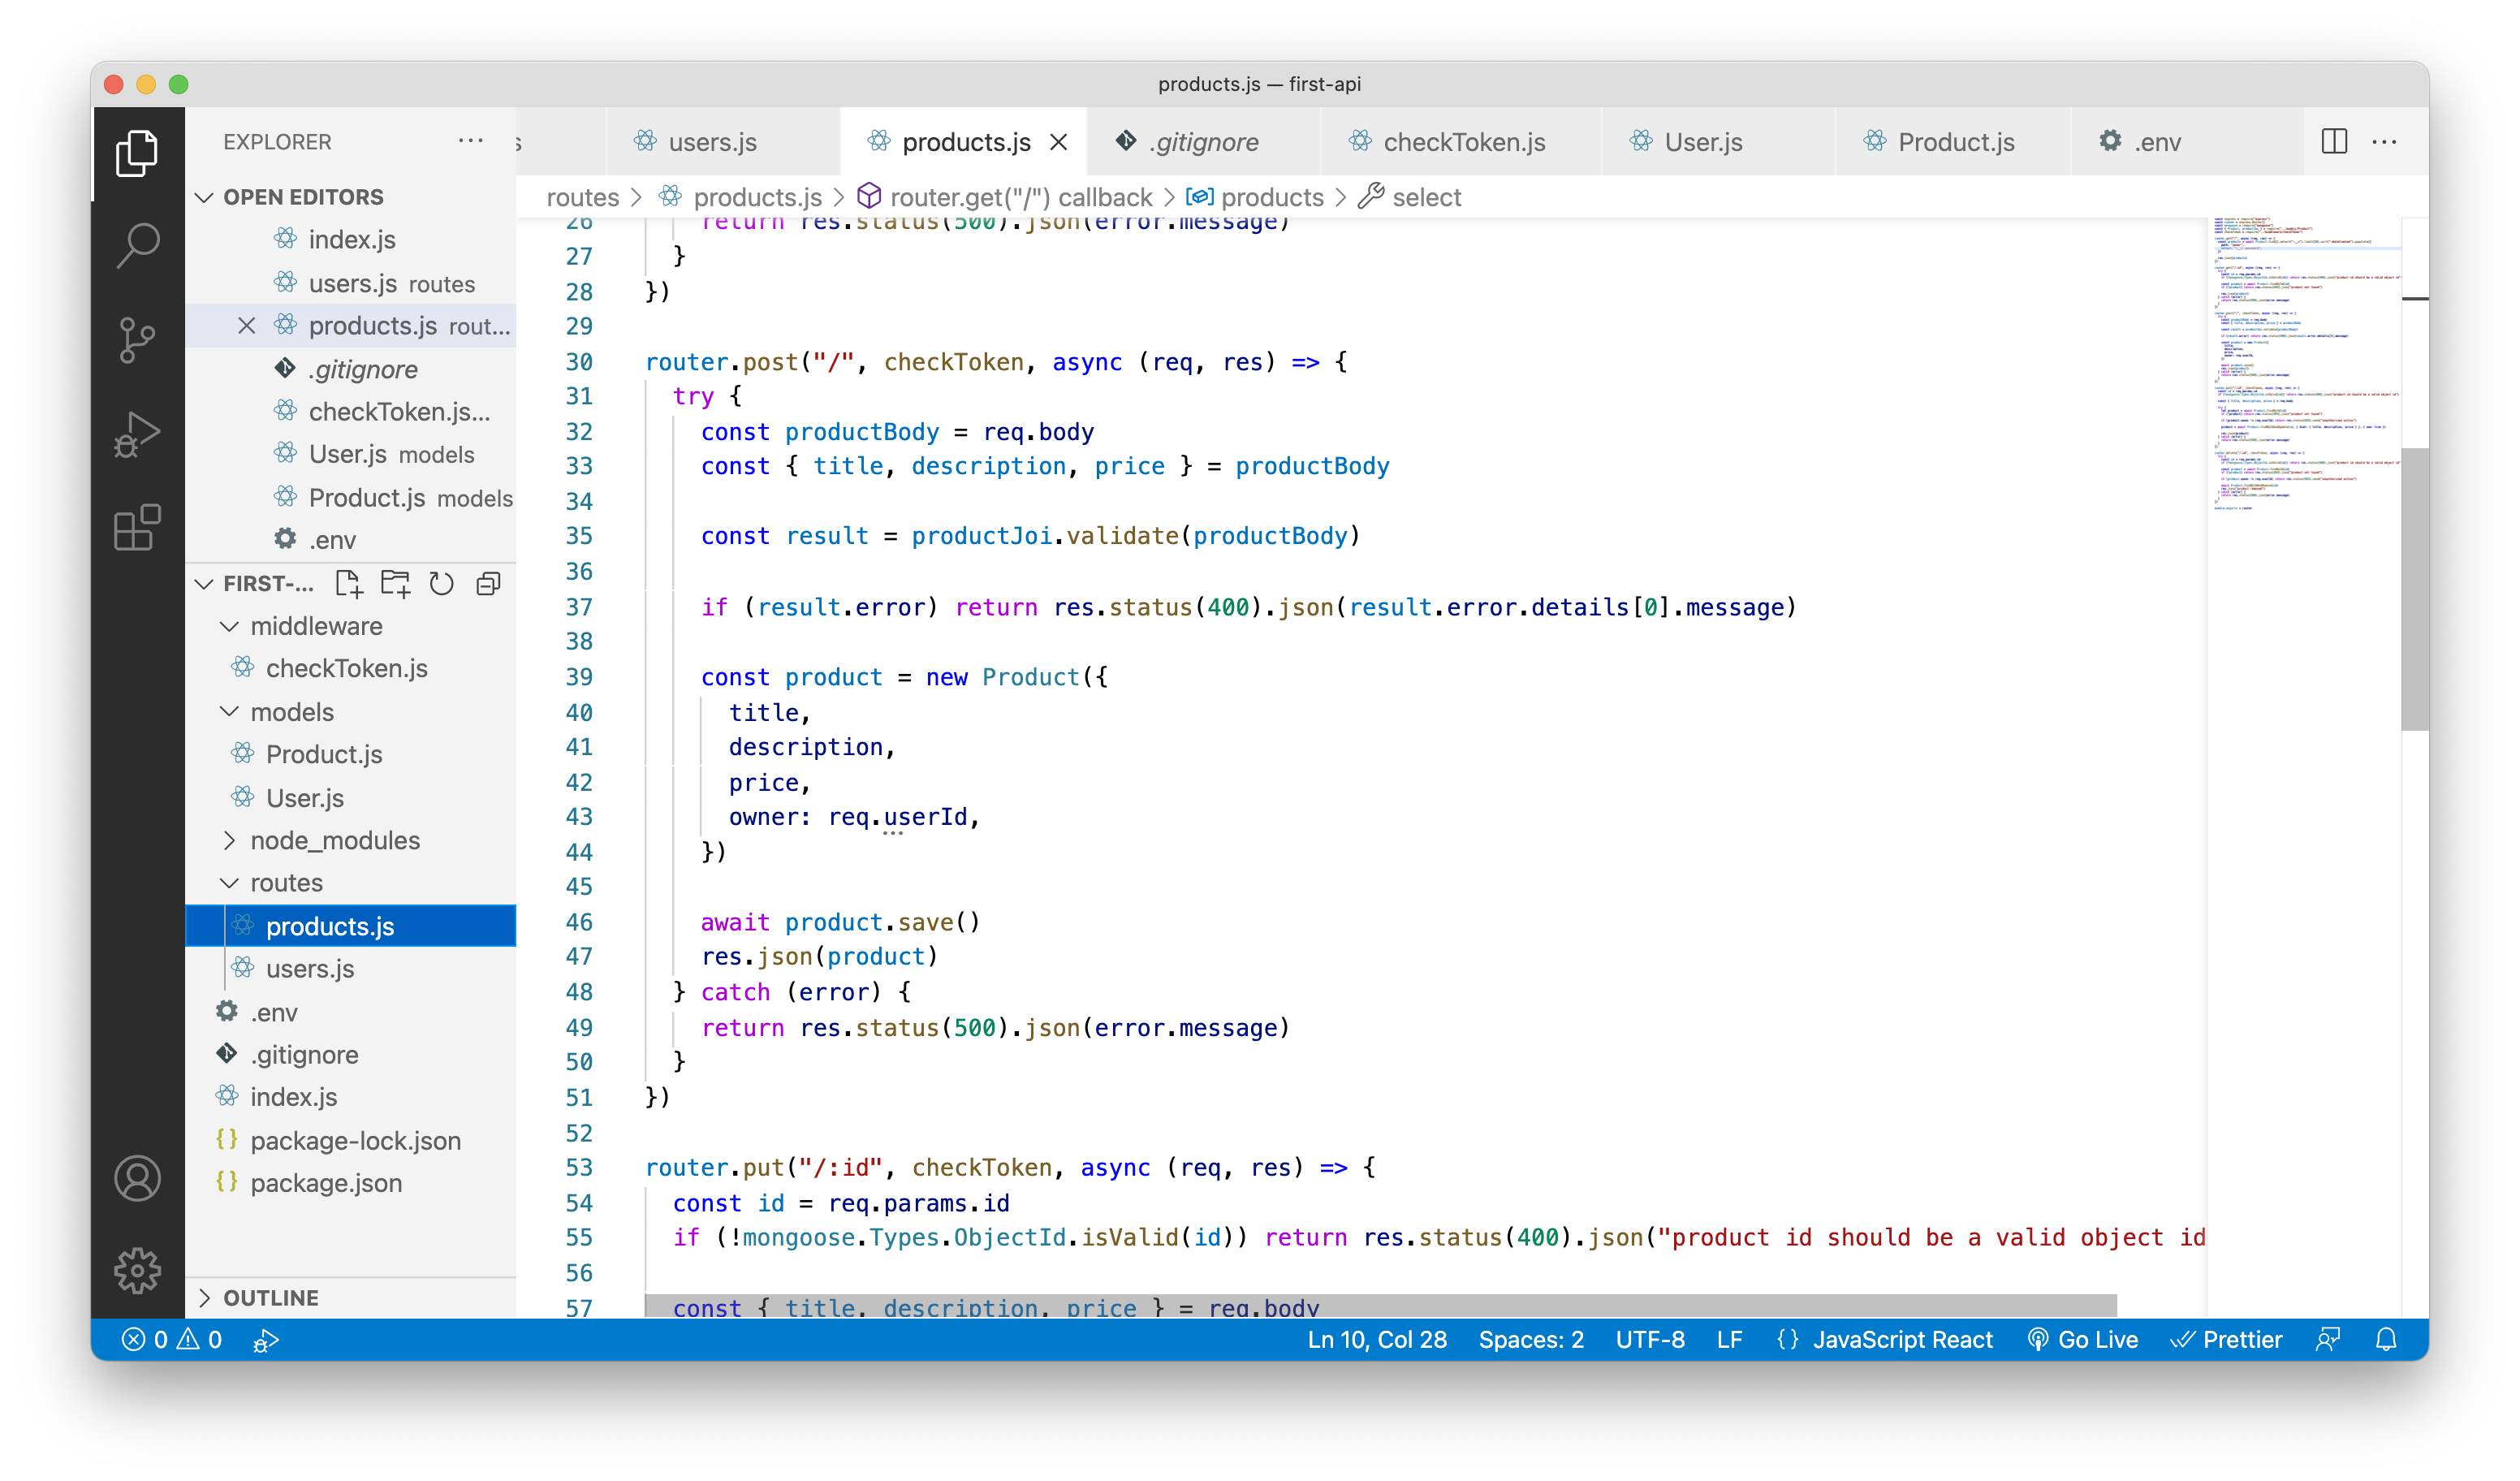 products.js — first-api
EXPLORER
s
users.js
products.js
.gitignore
checkToken.js
User.js
Product.js
.env
routes > products.js > router.get("/") callback > products > select
OPEN EDITORS
index.js
users.js routes
products.js rout...
.gitignore
checkToken.js...
User.js models
Product.js models
.env
FIRST-...
middleware
checkToken.js
models
Product.js
User.js
node_modules
routes
products.js
users.js
.env
.gitignore
index.js
package-lock.json
package.json
OUTLINE
26 return res.status(500).json(error.message)
27 }
28 })
29
30 router.post("/", checkToken, async (req, res) => {
31 try {
32 const productBody = req.body
33 const { title, description, price } = productBody
34
35 const result = productJoi.validate(productBody)
36
37 if (result.error) return res.status(400).json(result.error.details[0].message)
38
39 const product = new Product({
40 title,
41 description,
42 price,
43 owner: req.userId,
44 })
45
46 await product.save()
47 res.json(product)
48 } catch (error) {
49 return res.status(500).json(error.message)
50 }
51 })
52
53 router.put("/:id", checkToken, async (req, res) => {
54 const id = req.params.id
55 if (!mongoose.Types.ObjectId.isValid(id)) return res.status(400).json("product id should be a valid object id
56
57 const { title, description, price } = req.body
0 0
Ln 10, Col 28 Spaces: 2 UTF-8 LF {} JavaScript React Go Live Prettier